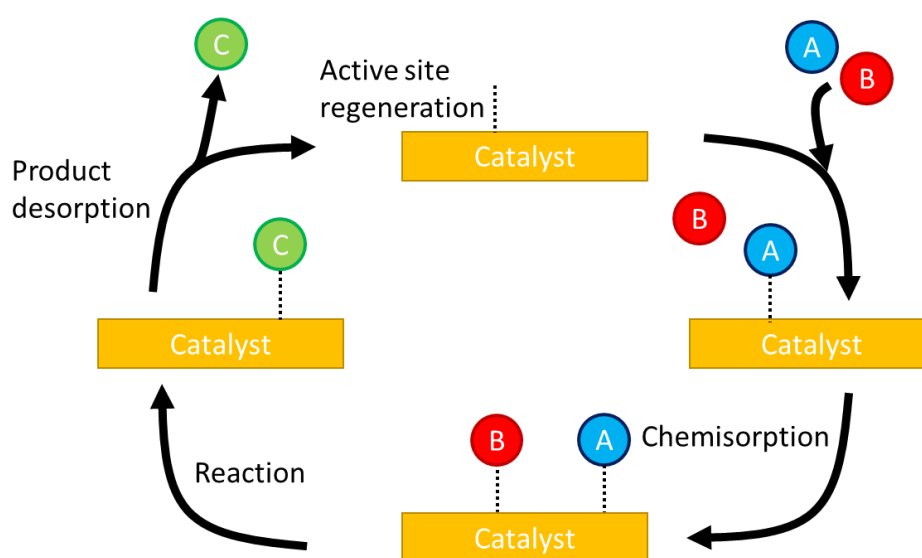 C
A
B
Active site
regeneration
Catalyst
Product
desorption
B
A
C
Catalyst
Catalyst
B
A
Chemisorption
Reaction
Catalyst